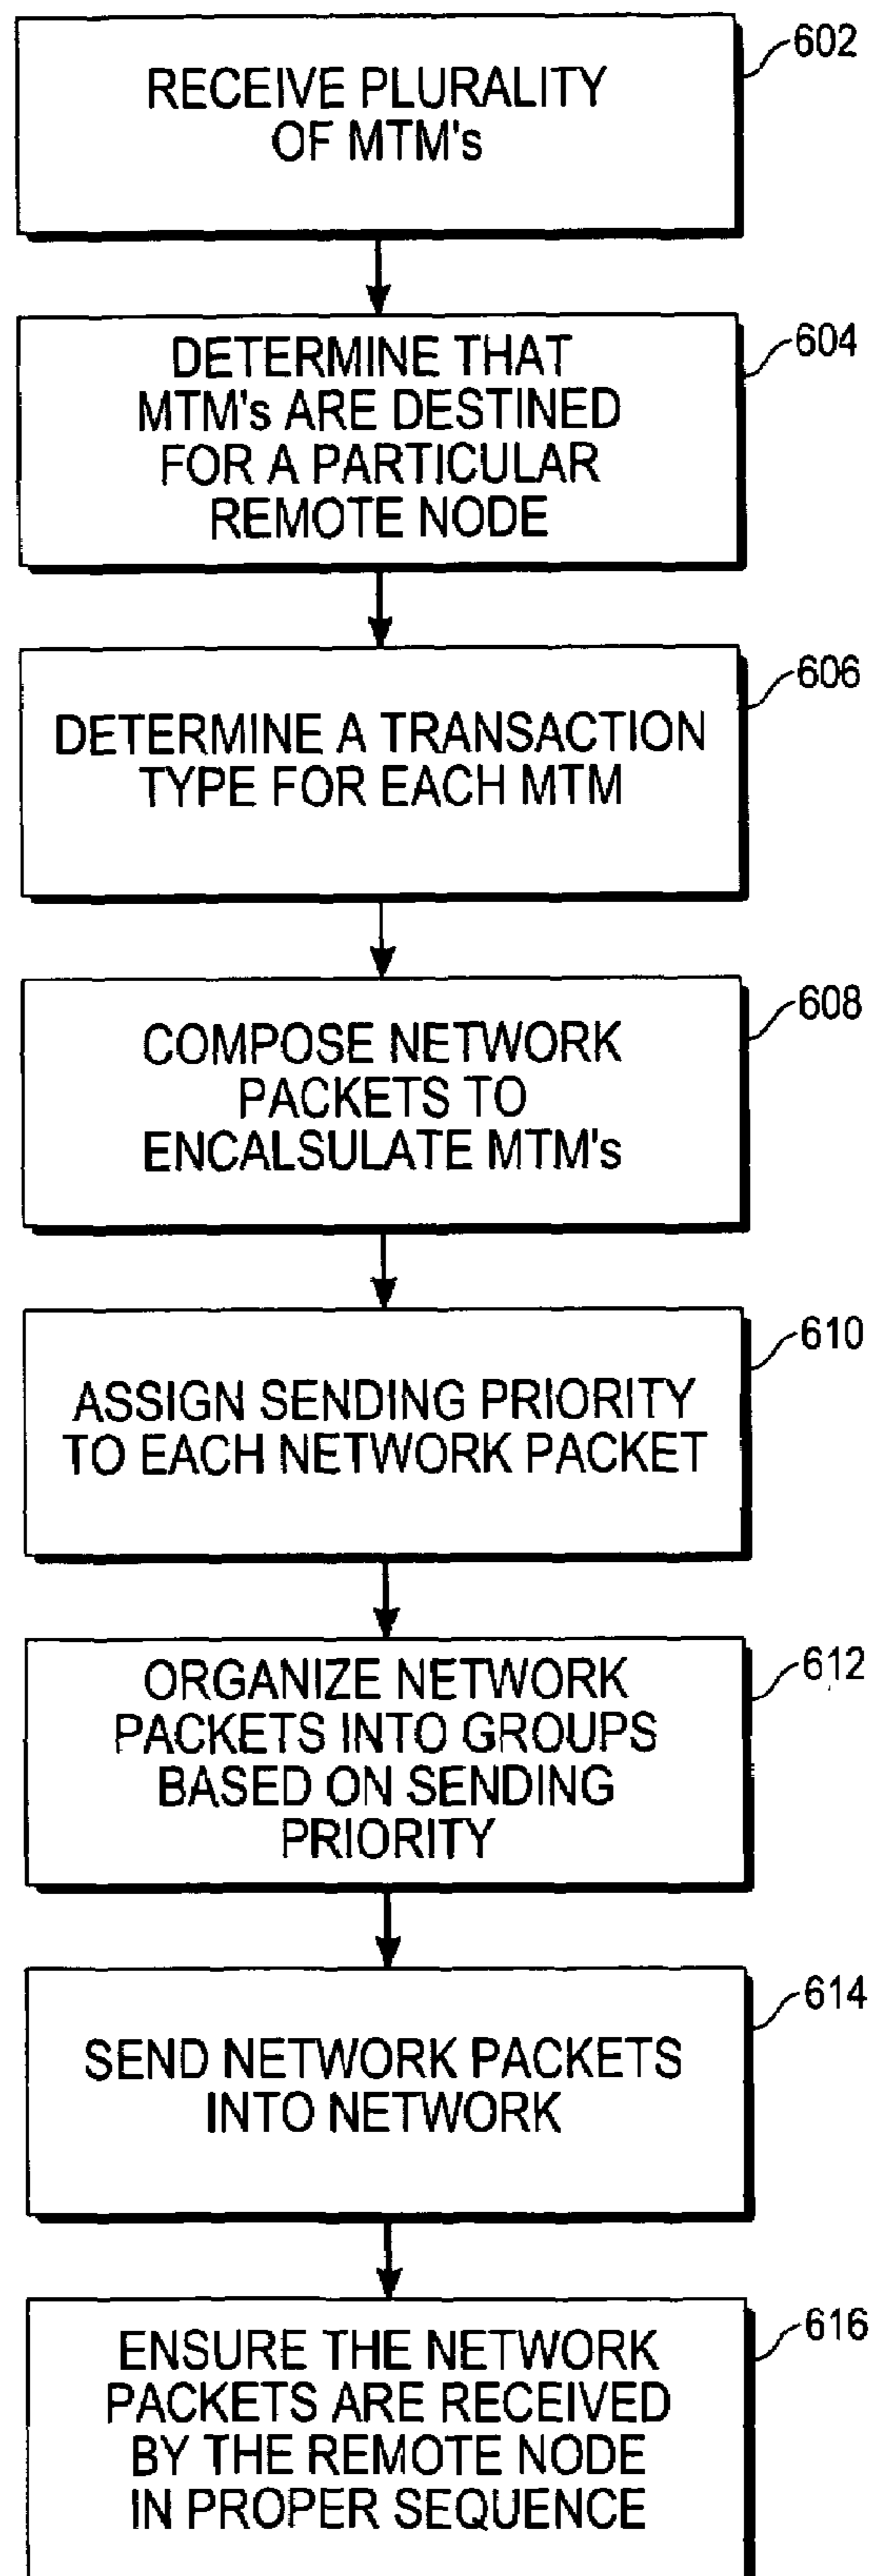 602
RECEIVE PLURALITY
OF MTM's
604
DETERMINE THAT
MTM's ARE DESTINED
FOR A PARTICULAR
REMOTE NODE
606
DETERMINE A TRANSACTION
TYPE FOR EACH MTM
608
COMPOSE NETWORK
PACKETS TO
ENCALSULATE MTM's
610
ASSIGN SENDING PRIORITY
TO EACH NETWORK PACKET
612
ORGANIZE NETWORK
PACKETS INTO GROUPS
BASED ON SENDING
PRIORITY
614
SEND NETWORK PACKETS
INTO NETWORK
616
ENSURE THE NETWORK
PACKETS ARE RECEIVED
BY THE REMOTE NODE
IN PROPER SEQUENCE